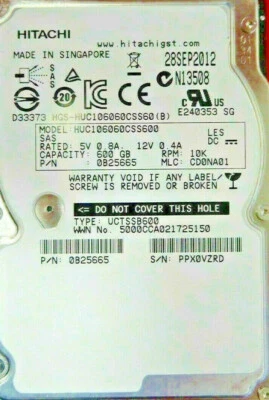 HITACHI
www.hitachigst.com
MADE IN SINGAPORE
28SEP2012
N13508
SAS
20
D33373 HGS-HUC106060CSS60(B)
E240353 SG
MODEL: HUC106060CSS600
LES
SAS
DC
RATED: 5V 0.8A. 12V 0.4A
CAPACITY: 600 GB RPM: 10K
P/N : 0B25665 MLC: CD0NA01
WARRANTY VOID IF ANY LABEL/
SCREW IS REMOVED OR BROKEN.
<= DO NOT COVER THIS HOLE
TYPE: UCTSSB600
WWN No. 5000CCA021725150
P/N: 0B25665
S/N: PPX0VZRD